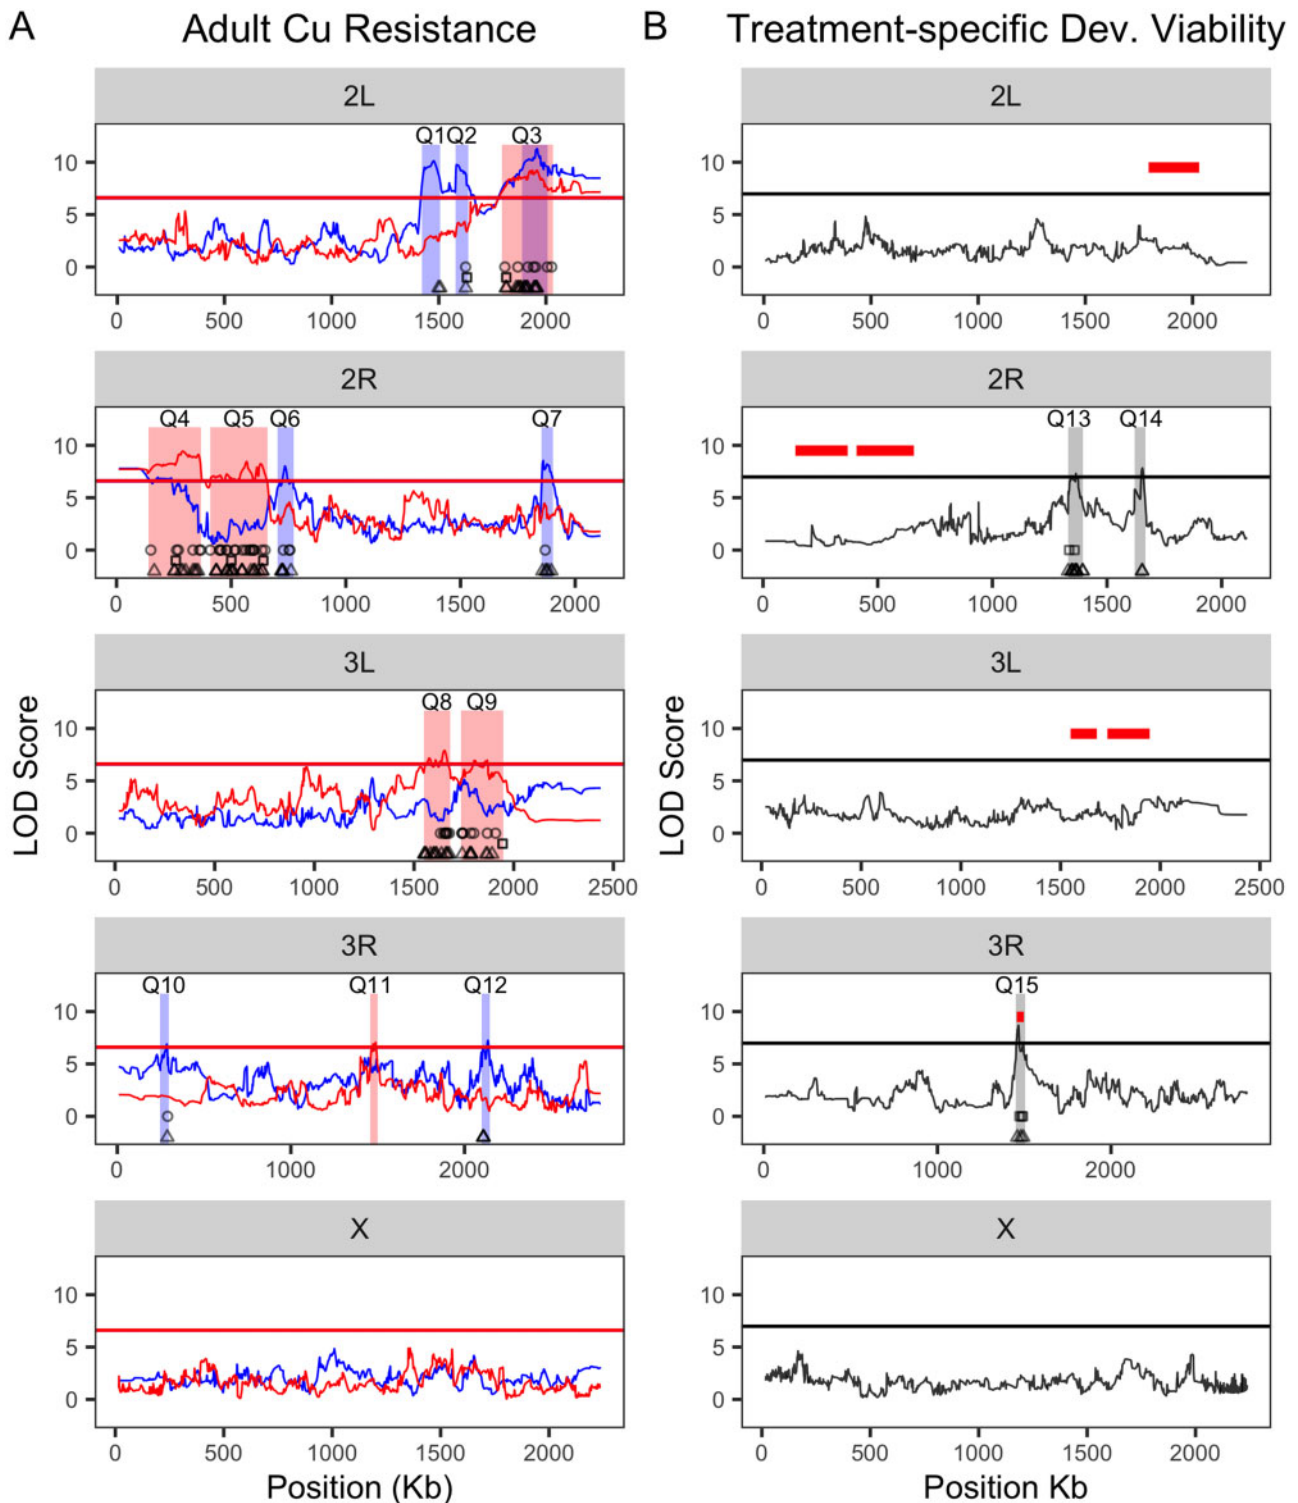 A Adult Cu Resistance B Treatment-specific Dev. Viability
2L 2L
Q1 Q2 Q3
10 10
5 5
0 0
0 500 1000 1500 2000 0 500 1000 1500 2000
2R 2R
Q4 Q5 Q6 Q7 Q13 Q14
10 10
5 5
0 0
0 500 1000 1500 2000 0 500 1000 1500 2000
3L 3L
Q8 Q9
10 10
5 5
0 0
0 500 1000 1500 2000 2500 0 500 1000 1500 2000 2500
LOD Score LOD Score
3R 3R
Q10 Q11 Q12 Q15
10 10
5 5
0 0
0 1000 2000 0 1000 2000
X X
10 10
5 5
0 0
0 500 1000 1500 2000 0 500 1000 1500 2000
Position (Kb) Position Kb